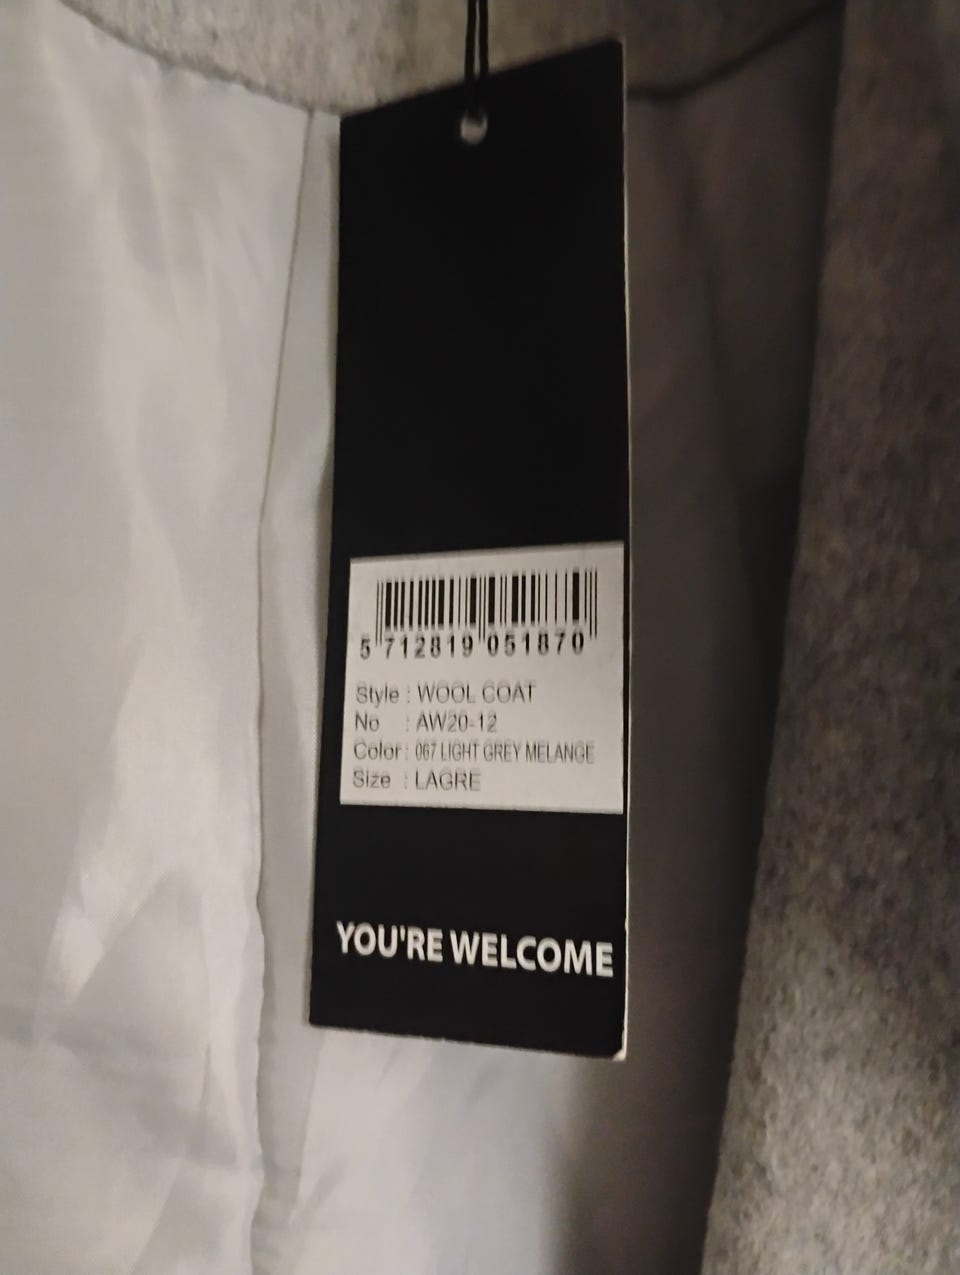 5 712819 051870
Style : WOOL COAT
No : AW20-12
Color : 067 LIGHT GREY MELANGE
Size : LAGRE
YOU'RE WELCOME